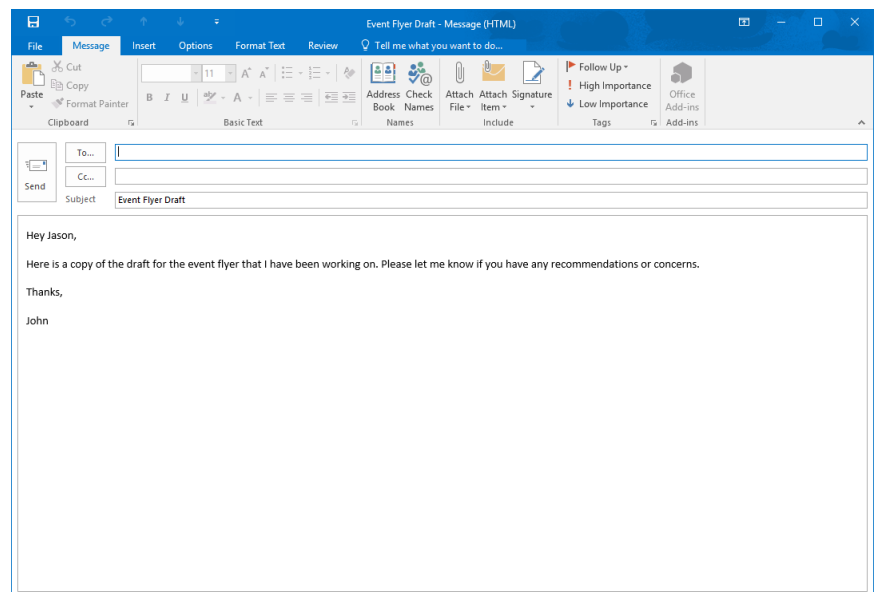 Event Flyer Draft - Message (HTML)
File Message Insert Options Format Text Review Tell me what you want to do...
Paste
Cut
Copy
Format Painter
Clipboard
11
A A
B I U ab A
Basic Text
Address Book
Check Names
Names
Attach File
Attach Item
Signature
Include
Follow Up
High Importance
Low Importance
Tags
Office Add-ins
Add-ins
Send
To...
Cc...
Subject Event Flyer Draft
Hey Jason,
Here is a copy of the draft for the event flyer that I have been working on. Please let me know if you have any recommendations or concerns.
Thanks,
John